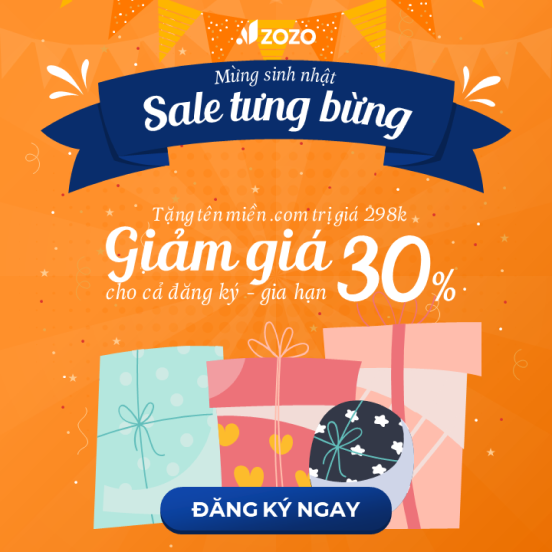 ZOZO
Mừng sinh nhật
Sale tưng bừng
Tặng tên miền .com trị giá 298k
Giảm giá 30%
cho cả đăng ký - gia hạn
ĐĂNG KÝ NGAY